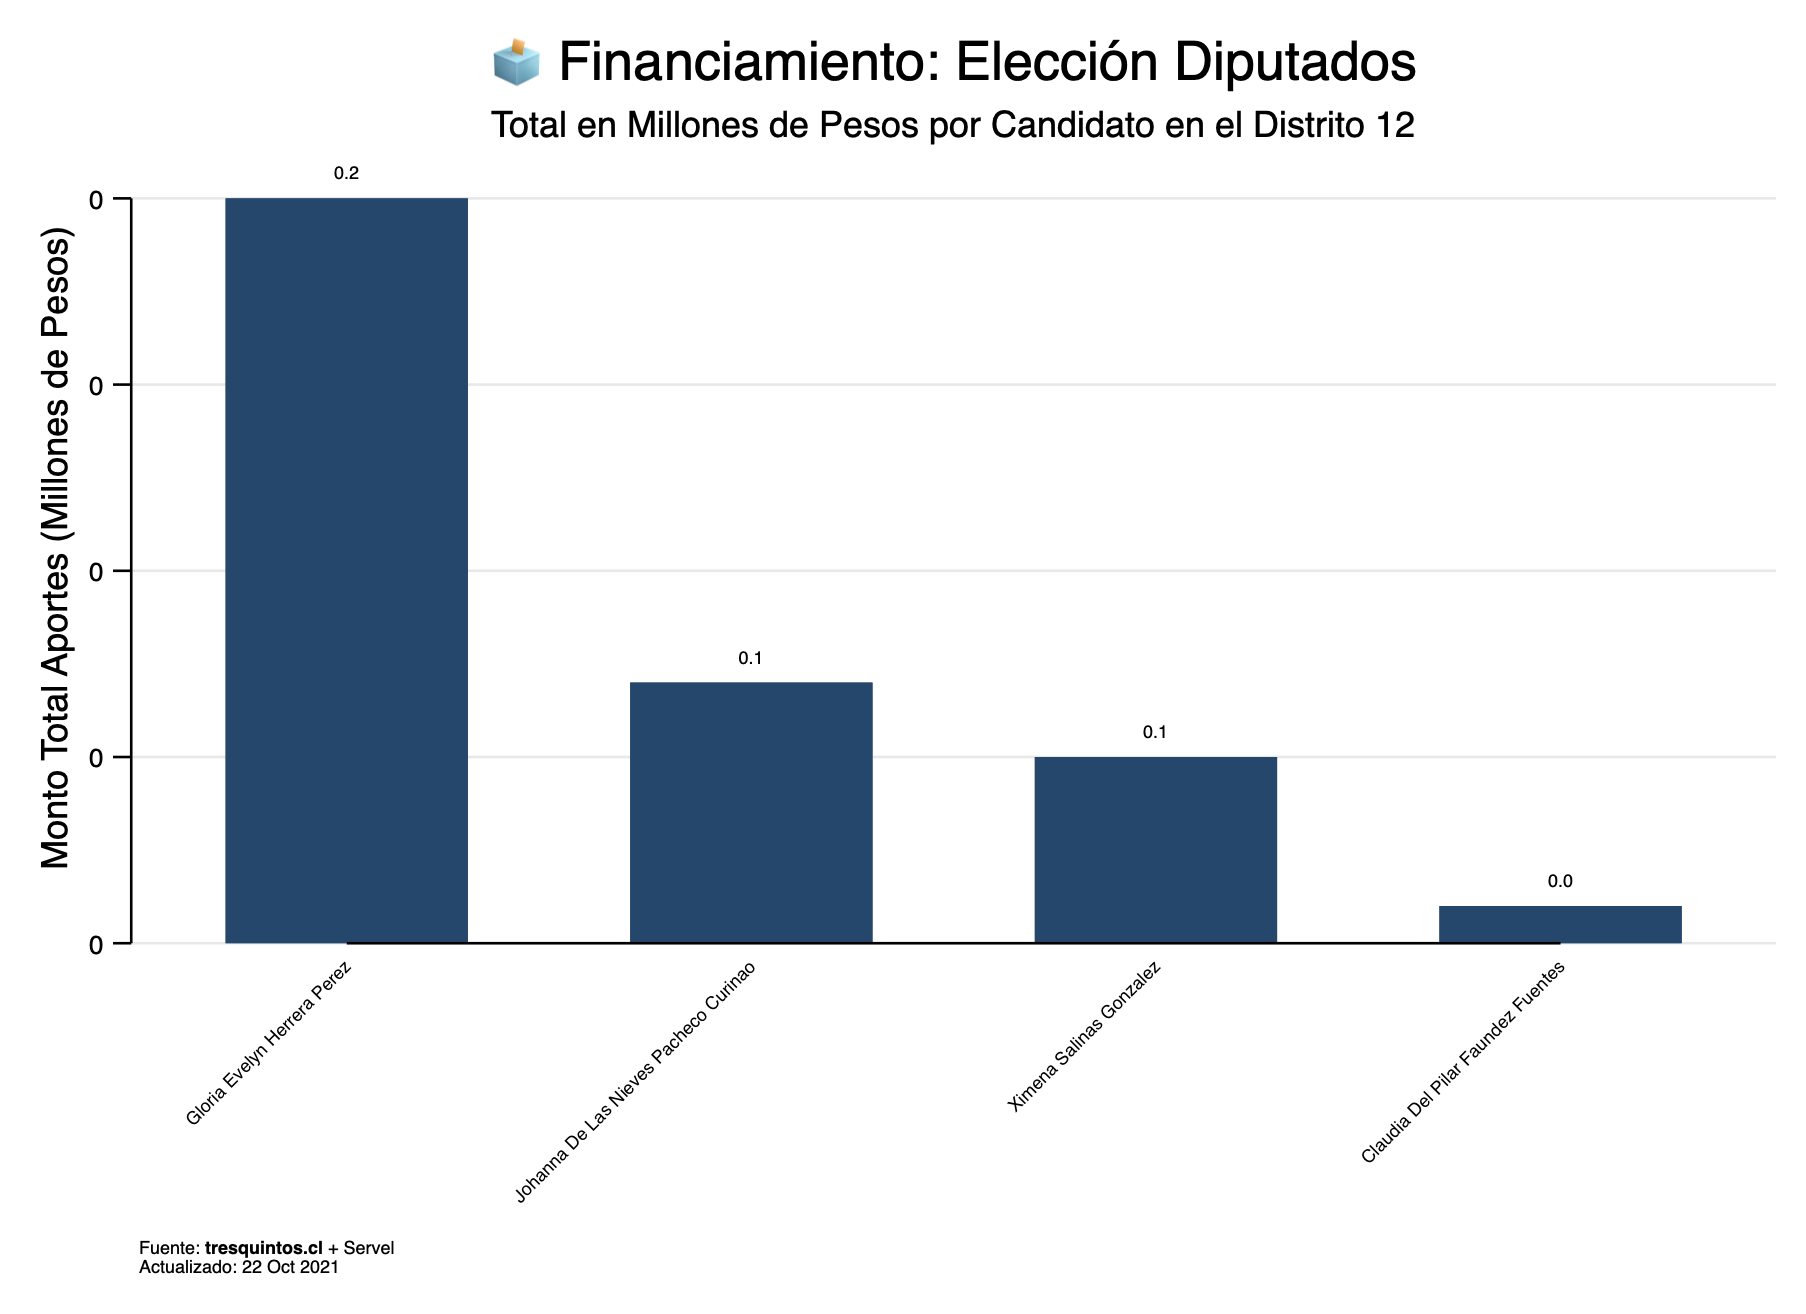 Financiamiento: Elección Diputados
Total en Millones de Pesos por Candidato en el Distrito 12
Monto Total Aportes (Millones de Pesos)
0
0
0
0
0
0.2
0.1
0.1
0.0
Gloria Evelyn Herrera Perez
Johanna De Las Nieves Pacheco Curinao
Ximena Salinas Gonzalez
Claudia Del Pilar Faundez Fuentes
Fuente: tresquintos.cl + Servel
Actualizado: 22 Oct 2021